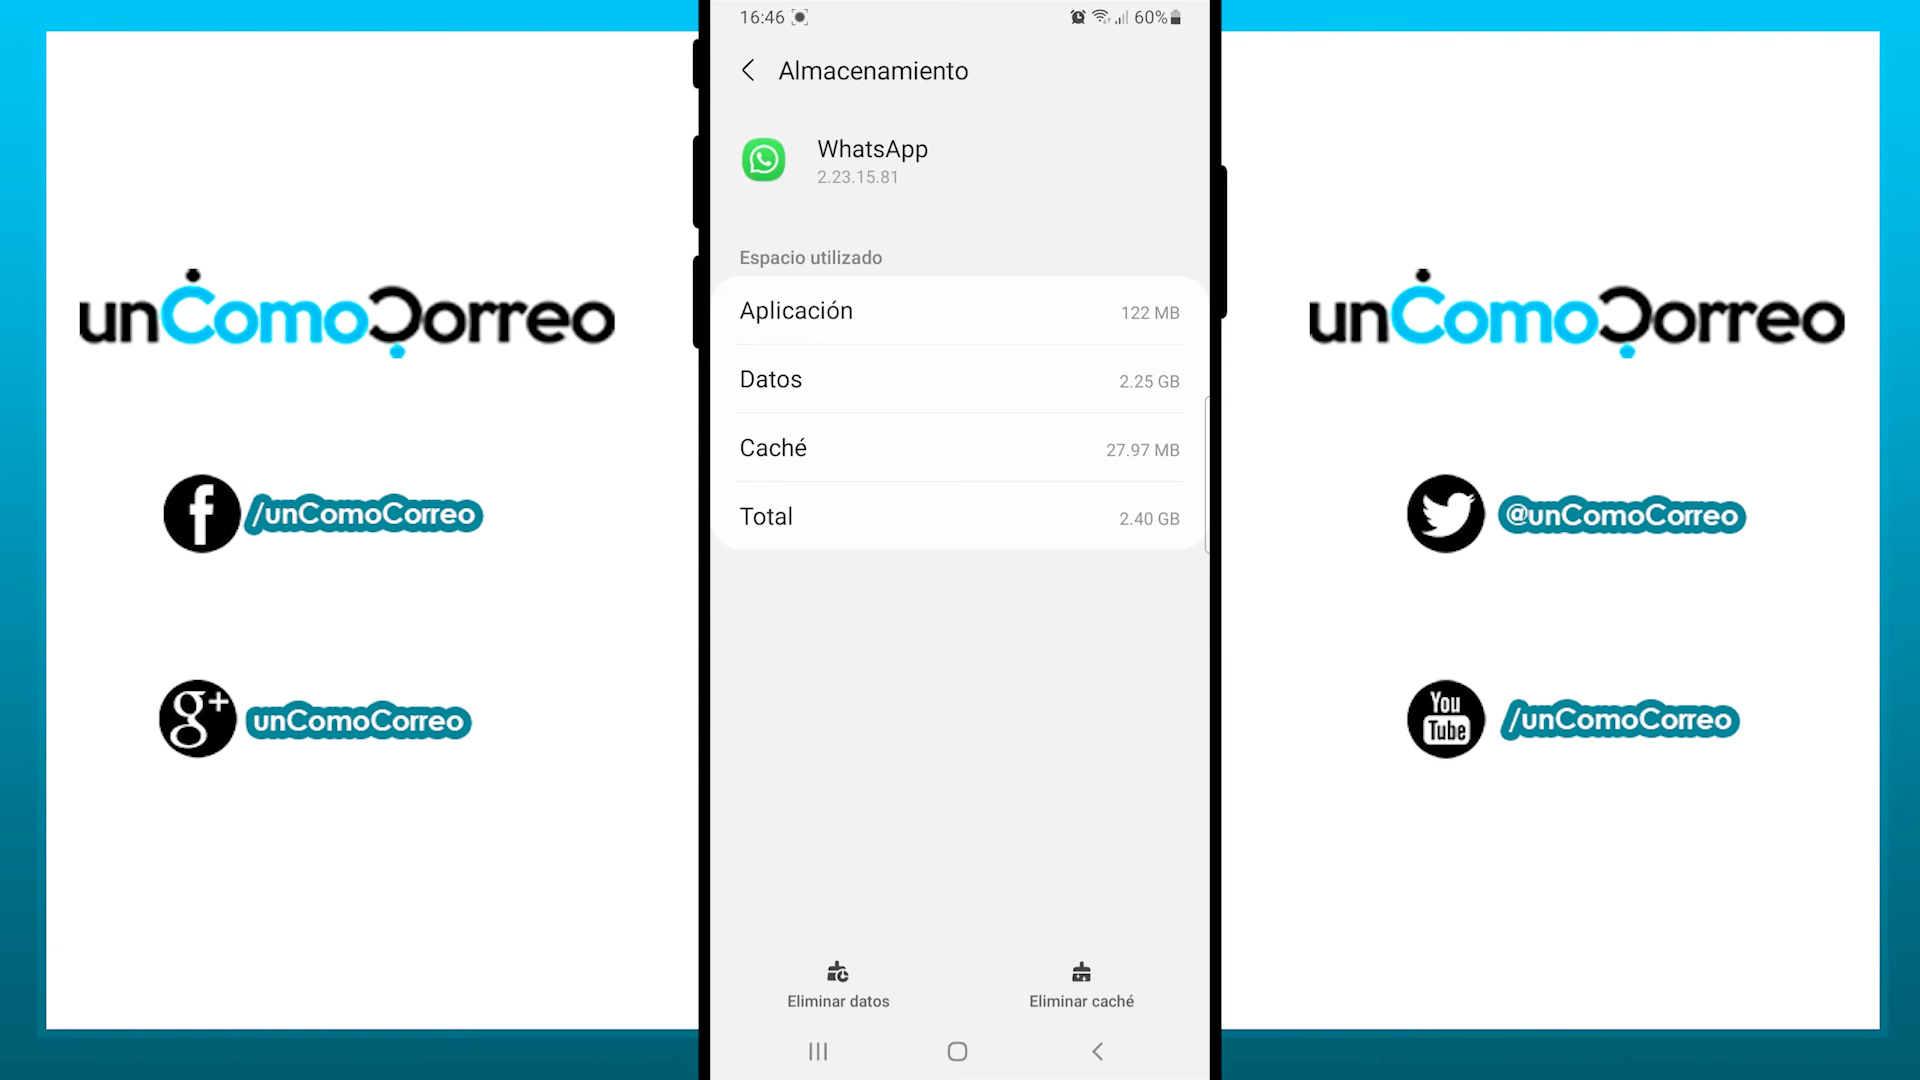 16:46
60%
Almacenamiento
WhatsApp
2.23.15.81
Espacio utilizado
Aplicación 122 MB
Datos 2.25 GB
Caché 27.97 MB
Total 2.40 GB
Eliminar datos
Eliminar caché
unComoCorreo
f /unComoCorreo
g+ unComoCorreo
unComoCorreo
@unComoCorreo
You Tube /unComoCorreo